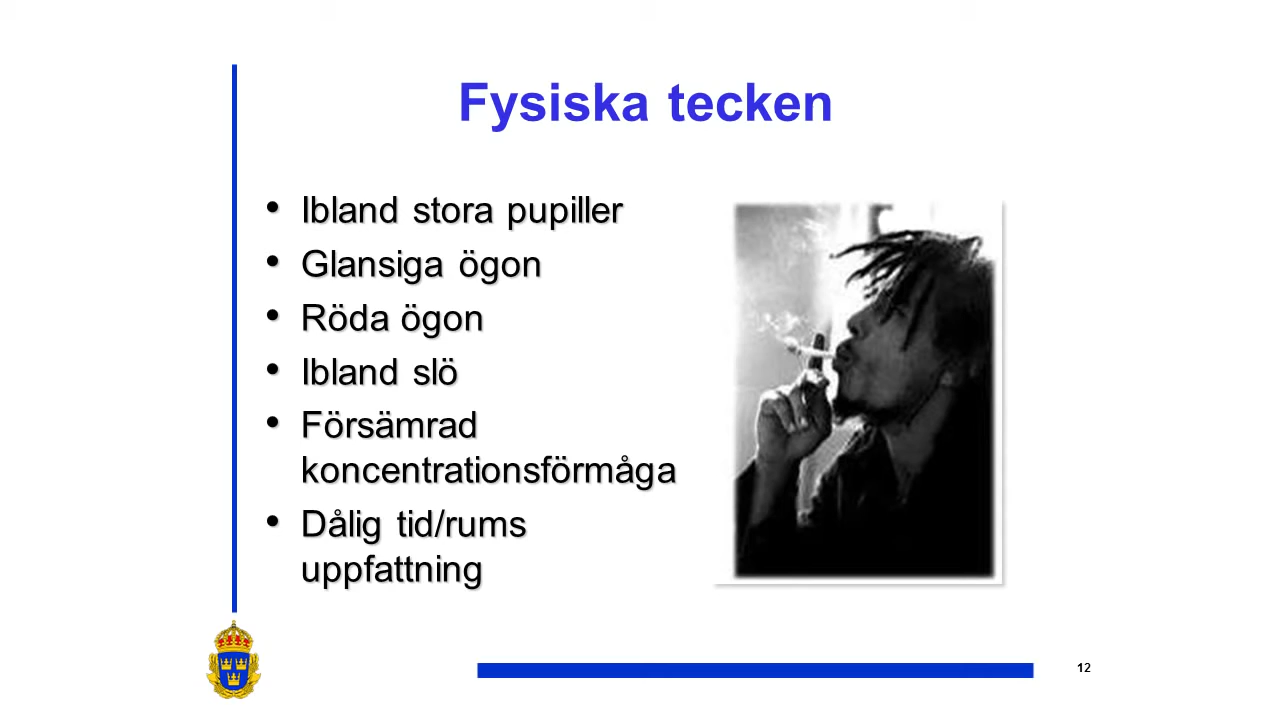 Fysiska tecken
• Ibland stora pupiller
• Glansiga ögon
• Röda ögon
• Ibland slö
• Försämrad
koncentrationsförmåga
• Dålig tid/rums
uppfattning
12